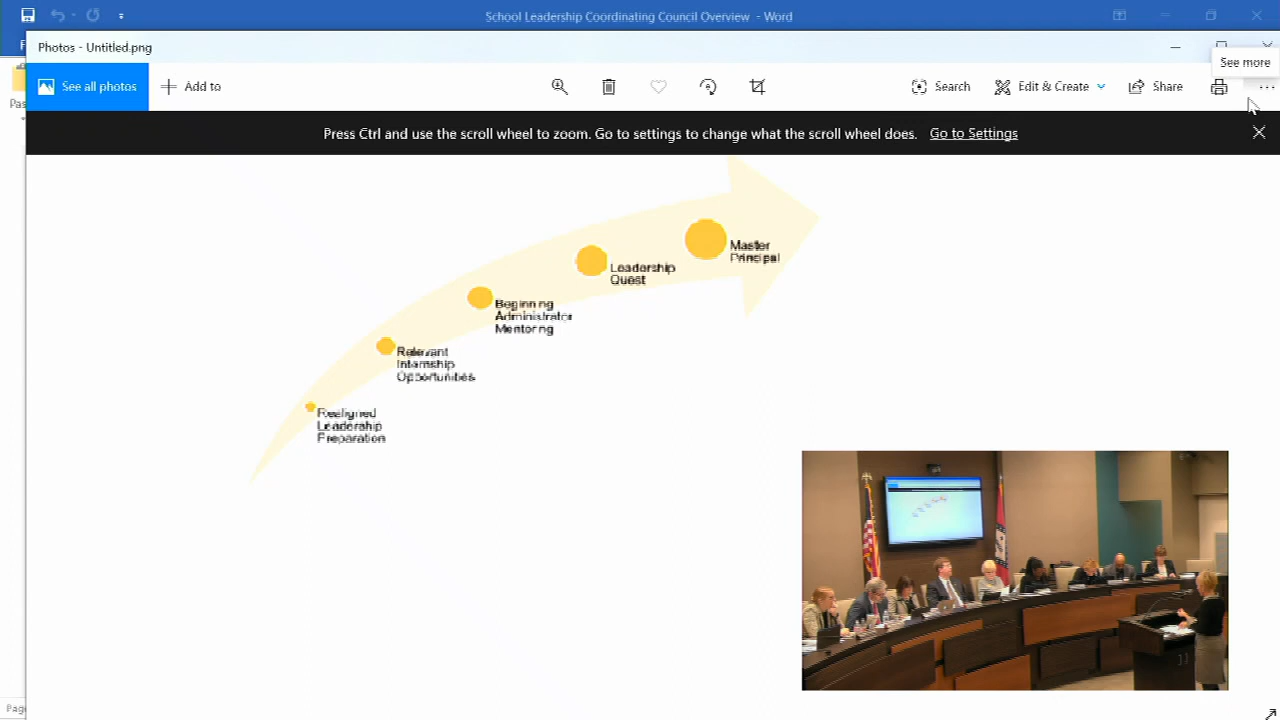 School Leadership Coordinating Council Overview - Word
Photos - Untitled.png
See more
See all photos
Add to
Search
Edit & Create
Share
Press Ctrl and use the scroll wheel to zoom. Go to settings to change what the scroll wheel does. Go to Settings
Master
Principal
Leadership
Quest
Beginning
Administrator
Mentoring
Relevant
Internship
Opportunities
Realigned
Leadership
Preparation